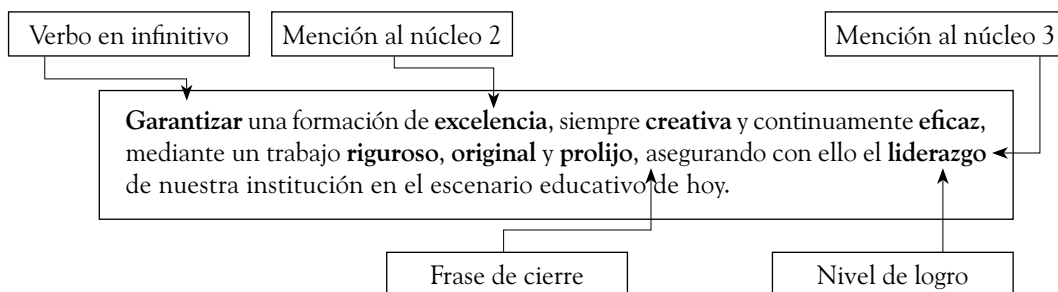 Verbo en infinitivo
Mención al núcleo 2
Mención al núcleo 3
Garantizar una formación de excelencia, siempre creativa y continuamente eficaz,
mediante un trabajo riguroso, original y prolijo, asegurando con ello el liderazgo
de nuestra institución en el escenario educativo de hoy.
Frase de cierre
Nivel de logro